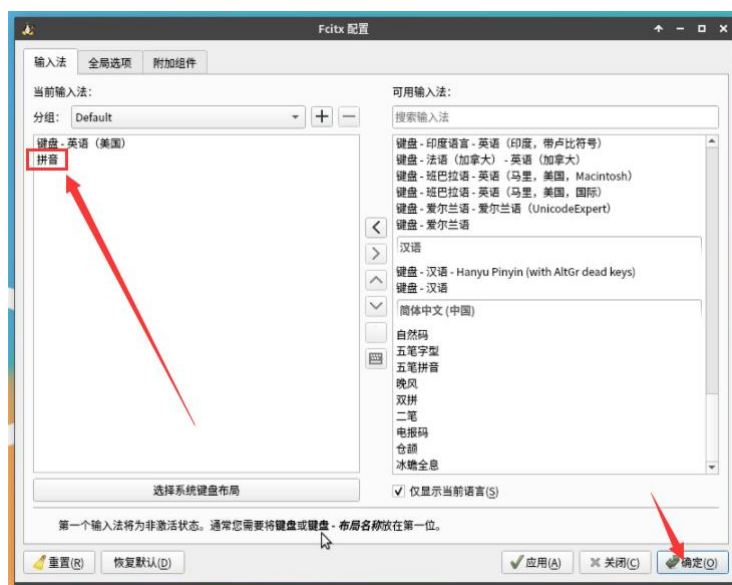 Fcitx 配置
输入法 全局选项 附加组件
当前输入法:
分组: Default
键盘 - 英语（美国）
拼音
选择系统键盘布局
可用输入法:
搜索输入法
键盘 - 印度语言 - 英语（印度，带卢比符号）
键盘 - 法语（加拿大） - 英语（加拿大）
键盘 - 班巴拉语 - 英语（马里，美国，Macintosh）
键盘 - 班巴拉语 - 英语（马里，美国，国际）
键盘 - 爱尔兰语 - 爱尔兰语（UnicodeExpert）
键盘 - 爱尔兰语
汉语
键盘 - 汉语 - Hanyu Pinyin (with AltGr dead keys)
键盘 - 汉语
简体中文 (中国)
自然码
五笔字型
五笔拼音
晚风
双拼
二笔
电报码
仓颉
冰蟾全息
仅显示当前语言(S)
第一个输入法将为非激活状态。通常您需要将键盘或键盘 - 布局名称放在第一位。
重置(R) 恢复默认(D) 应用(A) 关闭(C) 确定(O)